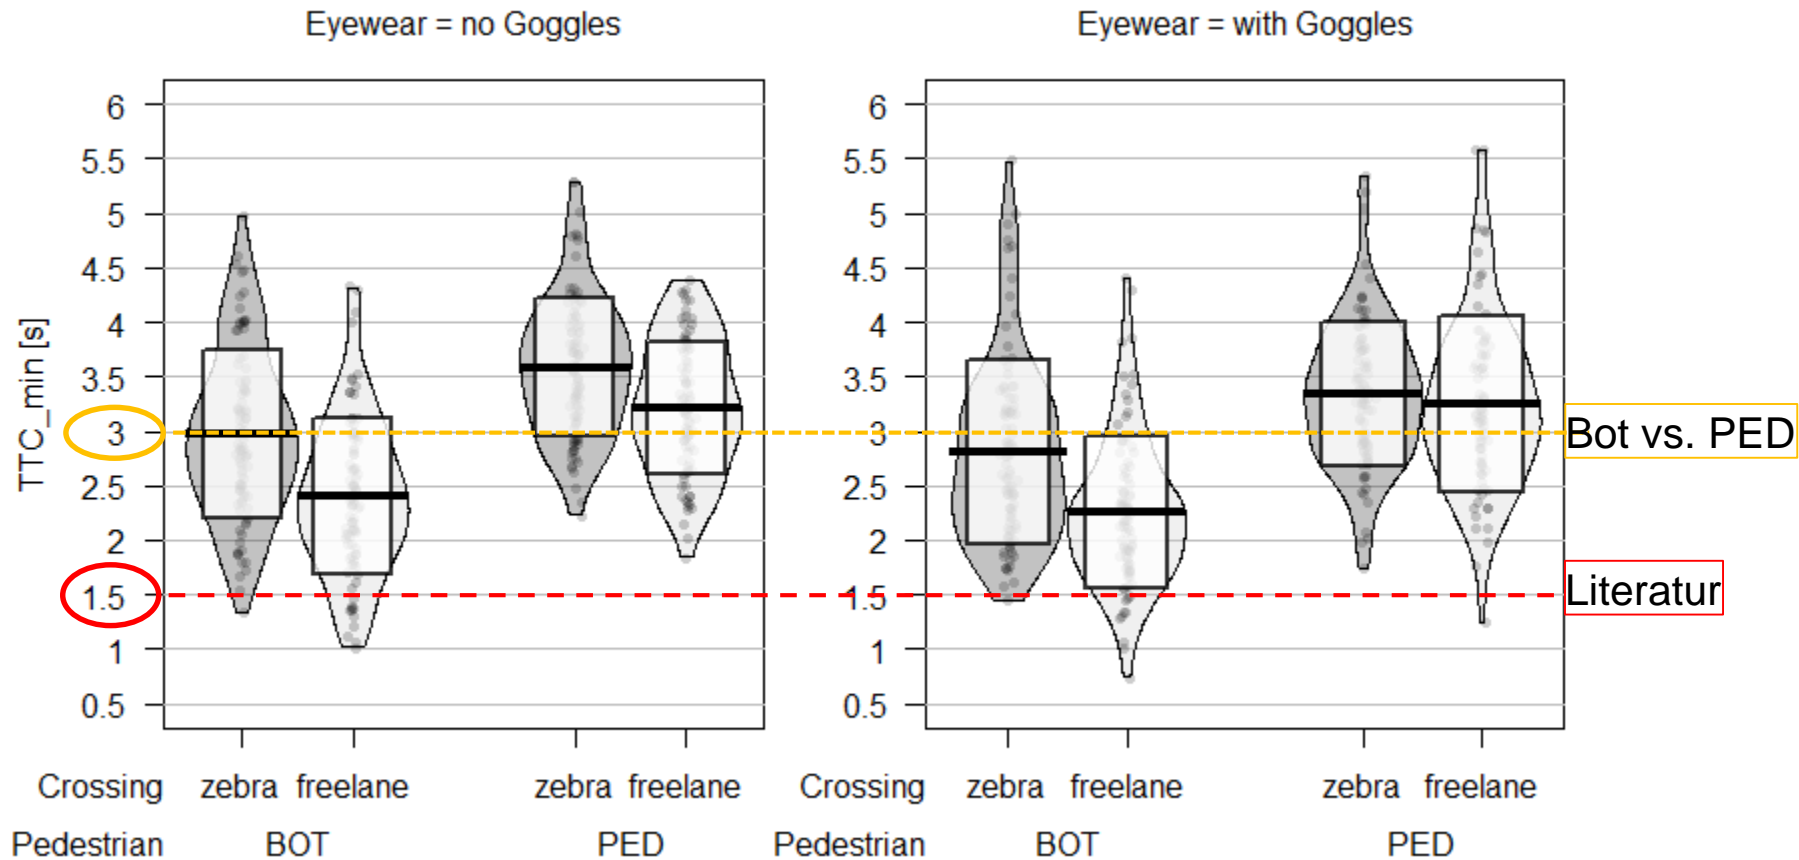 Eyewear = no Goggles
Eyewear = with Goggles
TTC_min [s]
6
5.5
5
4.5
4
3.5
3
2.5
2
1.5
1
0.5
6
5.5
5
4.5
4
3.5
3
2.5
2
1.5
1
0.5
Bot vs. PED
Literatur
Crossing zebra freelane zebra freelane
Pedestrian BOT PED
Crossing zebra freelane zebra freelane
Pedestrian BOT PED